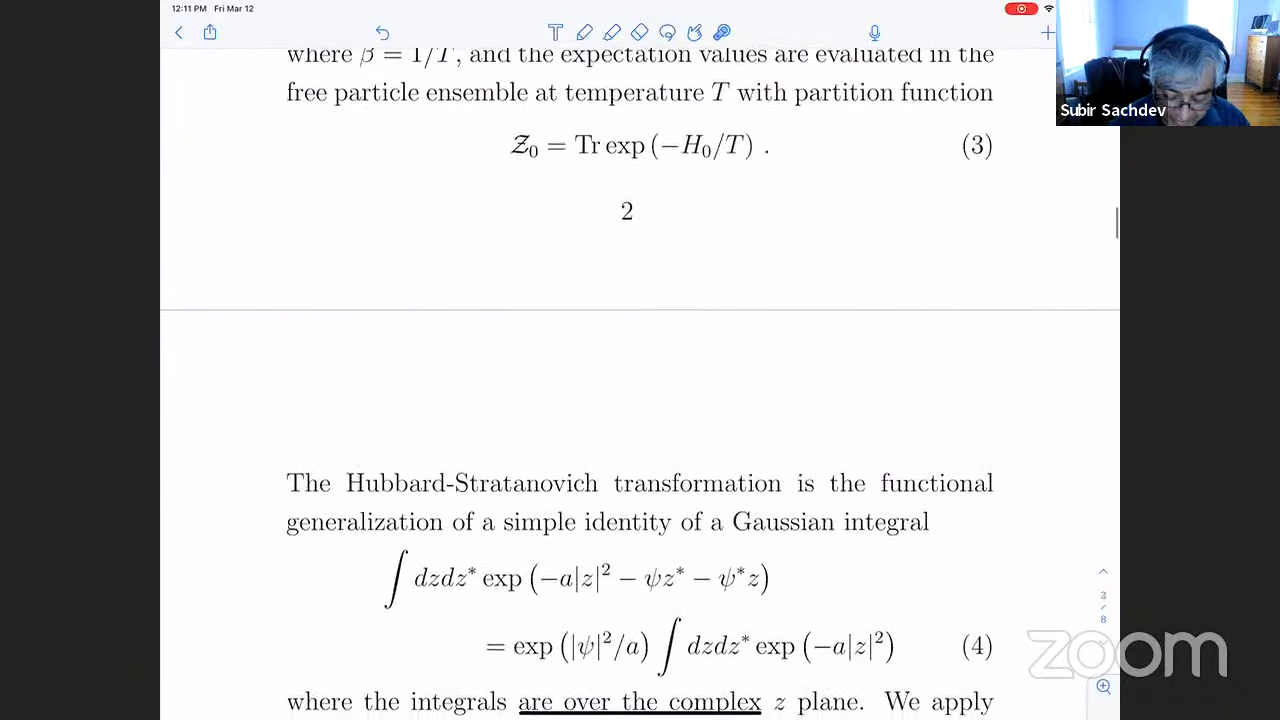 12:11 PM Fri Mar 12
where β = 1/T, and the expectation values are evaluated in the
free particle ensemble at temperature T with partition function
𝒵₀ = Tr exp (−H₀/T) . (3)
2
The Hubbard-Stratanovich transformation is the functional
generalization of a simple identity of a Gaussian integral
∫ dzdz* exp (−a|z|² − ψz* − ψ*z)
= exp (|ψ|²/a) ∫ dzdz* exp (−a|z|²) (4)
where the integrals are over the complex z plane. We apply
Subir Sachdev
3
/
8
zoom